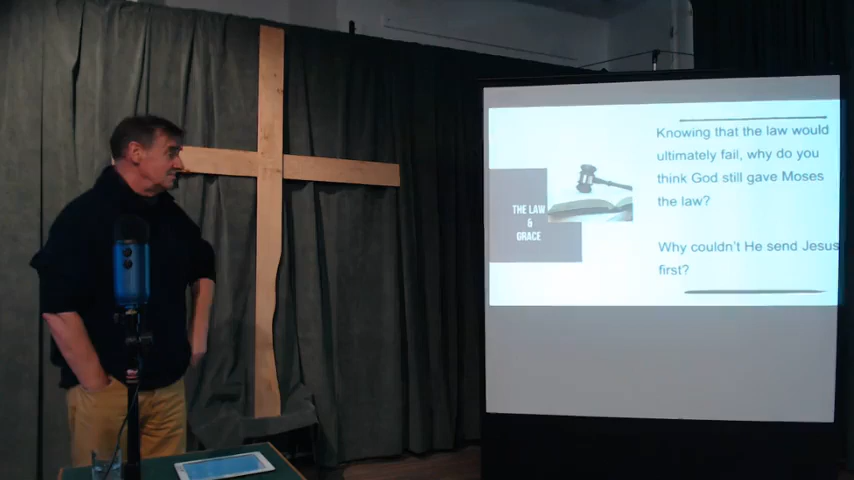 THE LAW
&
GRACE
Knowing that the law would
ultimately fail, why do you
think God still gave Moses
the law?
Why couldn't He send Jesus
first?